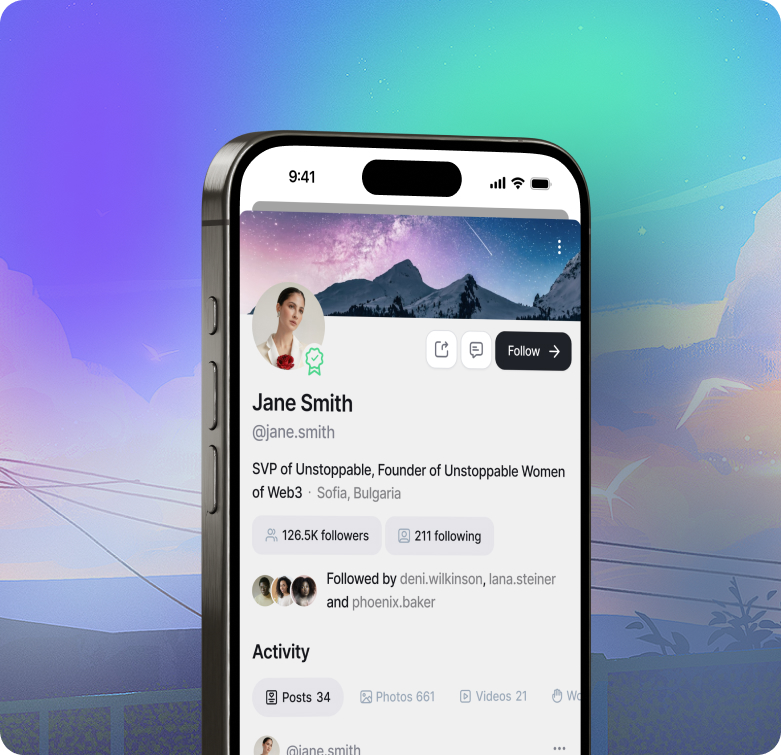 9:41
Follow
Jane Smith
@jane.smith
SVP of Unstoppable, Founder of Unstoppable Women
of Web3 · Sofia, Bulgaria
126.5K followers
211 following
Followed by deni.wilkinson, lana.steiner
and phoenix.baker
Activity
Posts 34
Photos 661
Videos 21
@jane.smith